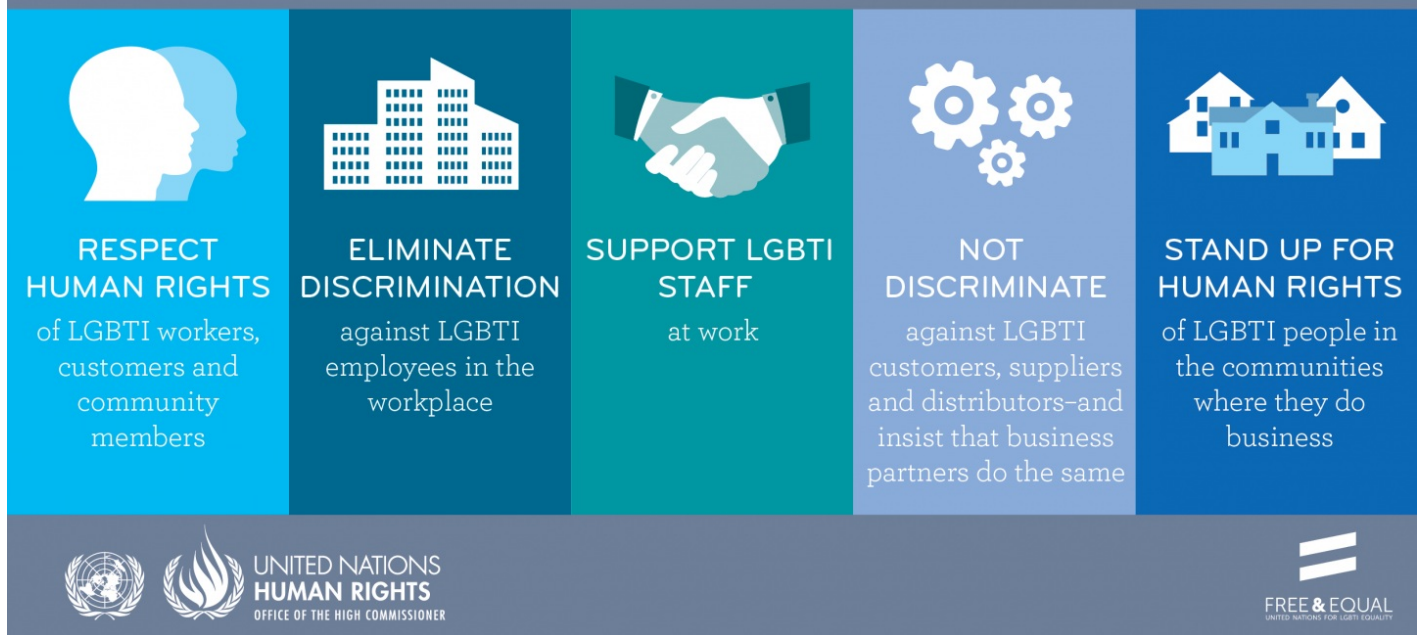 RESPECT
HUMAN RIGHTS
of LGBTI workers,
customers and
community
members
ELIMINATE
DISCRIMINATION
against LGBTI
employees in the
workplace
SUPPORT LGBTI
STAFF
at work
NOT
DISCRIMINATE
against LGBTI
customers, suppliers
and distributors–and
insist that business
partners do the same
STAND UP FOR
HUMAN RIGHTS
of LGBTI people in
the communities
where they do
business
UNITED NATIONS
HUMAN RIGHTS
OFFICE OF THE HIGH COMMISSIONER
FREE & EQUAL
UNITED NATIONS FOR LGBTI EQUALITY